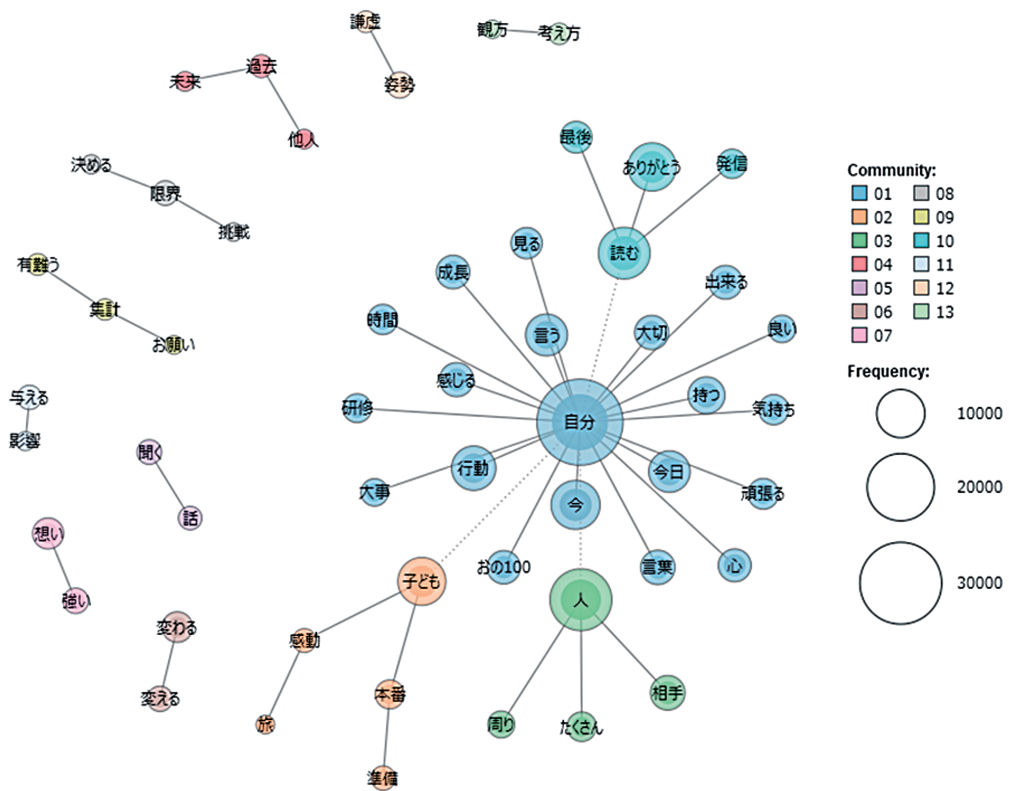 謙虚
観方
考え方
過去
未来
姿勢
他人
最後
決める
ありがとう
発信
限界
挑戦
見る
読む
有難う
成長
出来る
集計
時間
言う
大切
良い
お願い
感じる
与える
研修
持つ
気持ち
自分
影響
聞く
行動
今日
大事
頑張る
今
話
想い
おの100
言葉
心
子ども
強い
人
変わる
感動
変える
本番
相手
旅
周り
たくさん
準備
Community:
01
08
02
09
03
10
04
11
05
12
06
13
07
Frequency:
10000
20000
30000